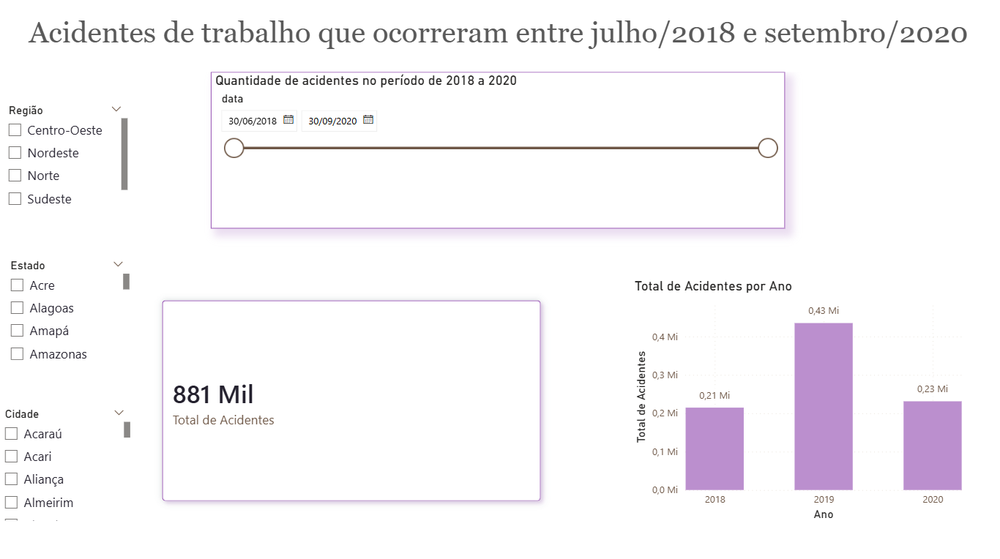 Acidentes de trabalho que ocorreram entre julho/2018 e setembro/2020
Quantidade de acidentes no período de 2018 a 2020
data
30/06/2018
30/09/2020
Região
Centro-Oeste
Nordeste
Norte
Sudeste
Estado
Acre
Alagoas
Amapá
Amazonas
Cidade
Acaraú
Acari
Aliança
Almeirim
881 Mil
Total de Acidentes
Total de Acidentes por Ano
Total de Acidentes
0,4 Mi
0,3 Mi
0,2 Mi
0,1 Mi
0,0 Mi
0,21 Mi
0,43 Mi
0,23 Mi
2018
2019
2020
Ano